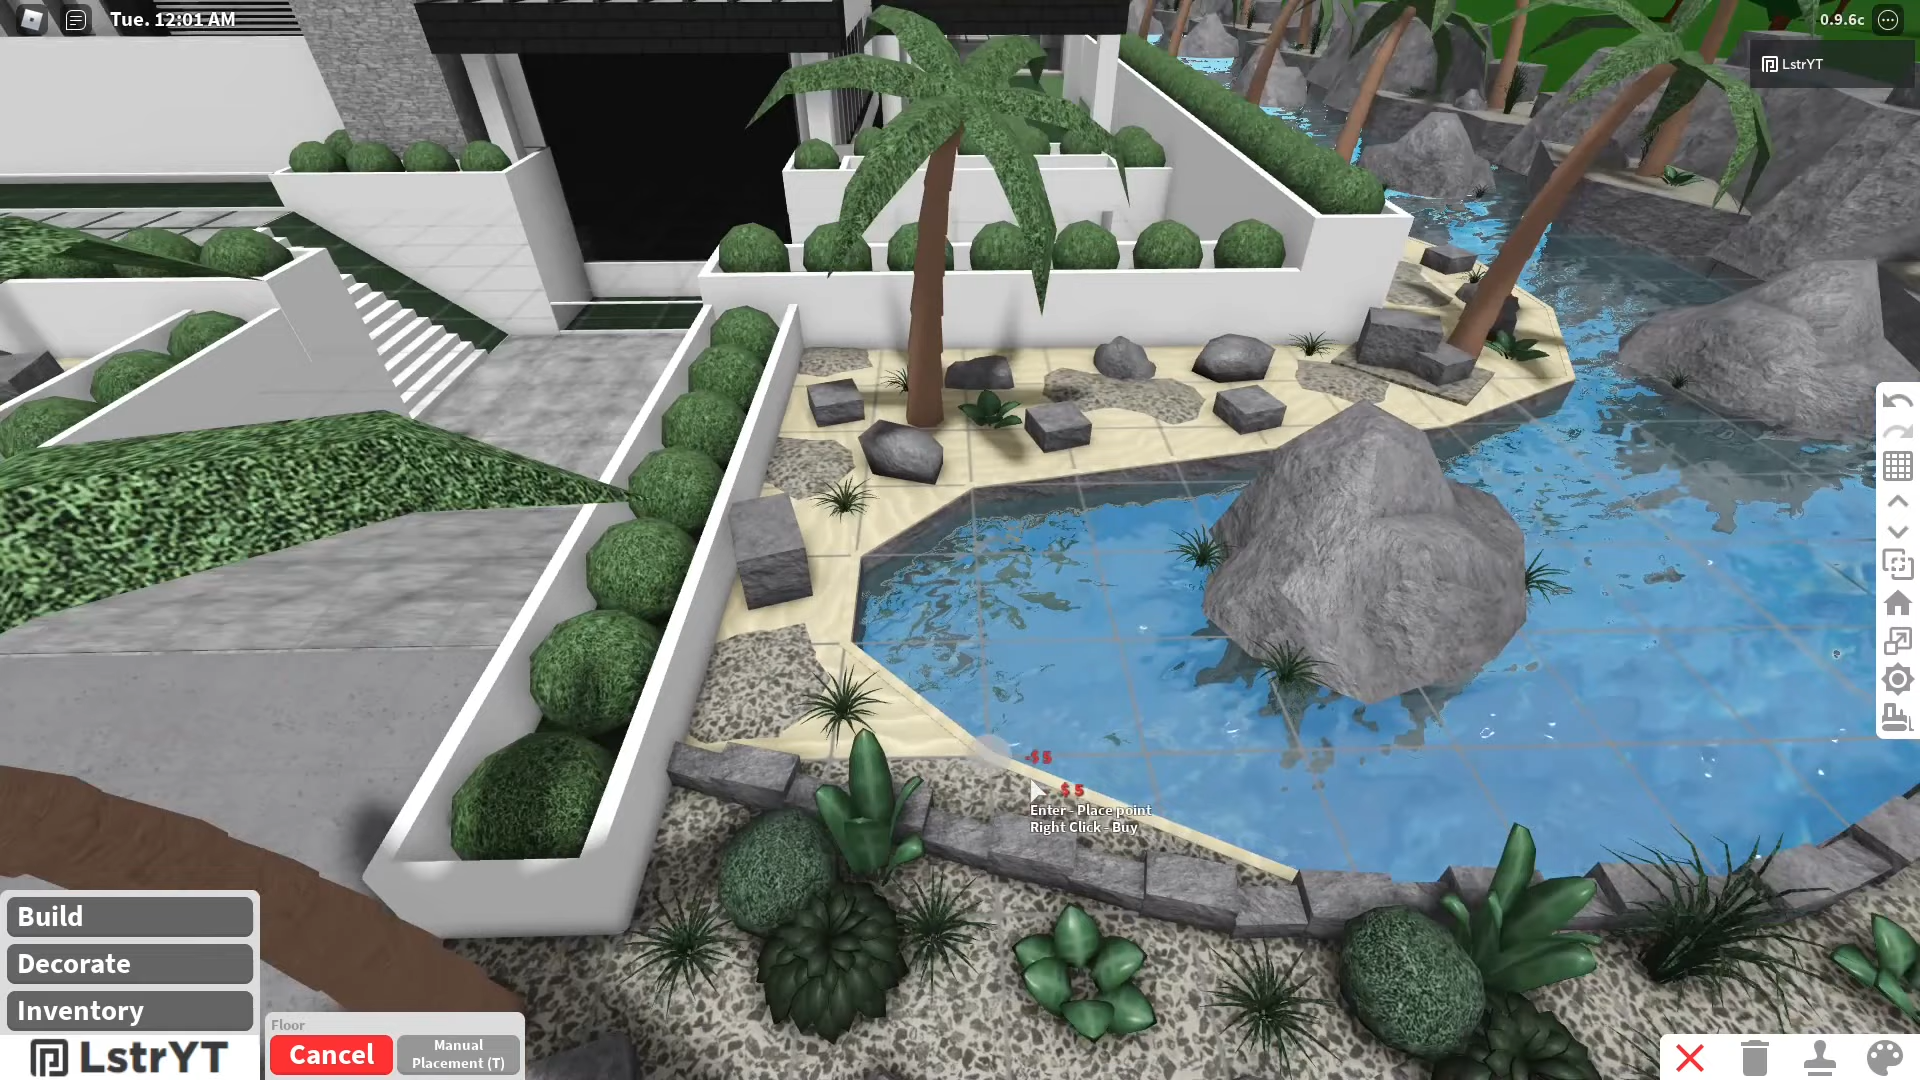 Tue. 12:01 AM
0.9.6c
LstrYT
-$ 5
$ 5
Enter - Place point
Right Click - Buy
Build
Decorate
Inventory
Floor
Cancel
Manual
Placement (T)
LstrYT